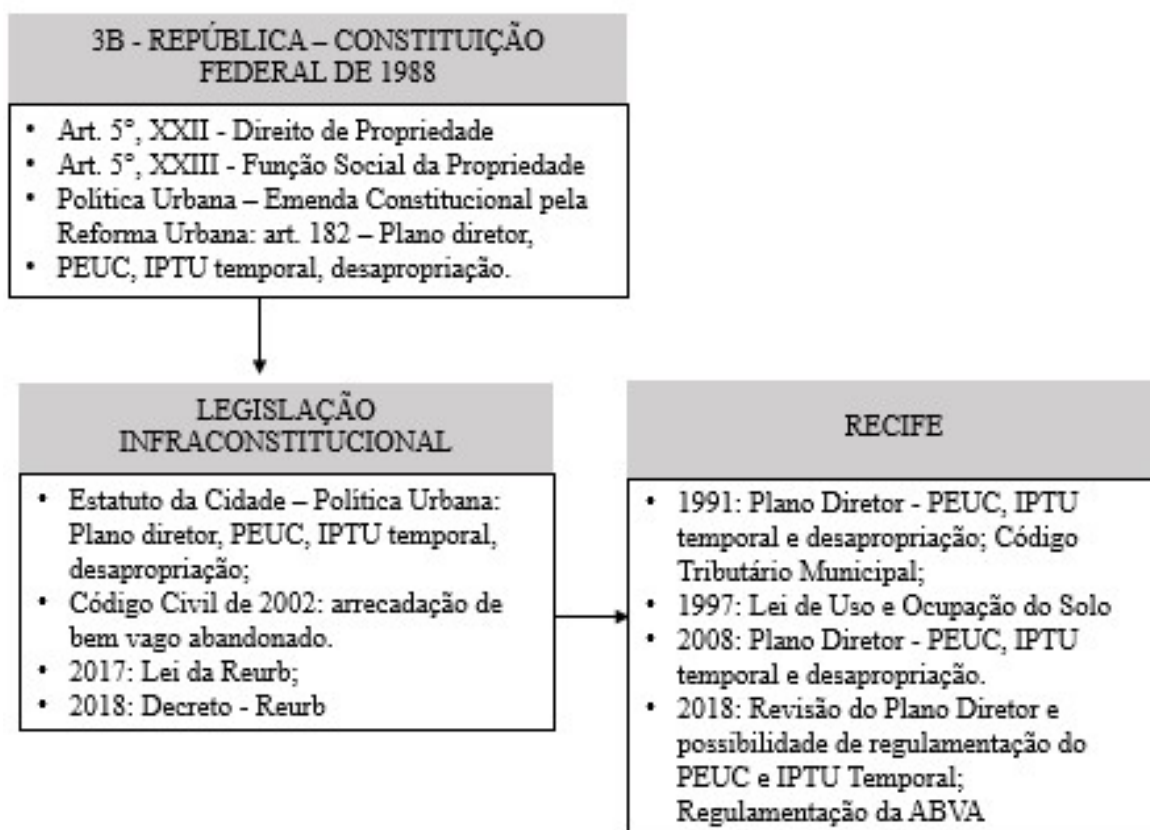 3B - REPÚBLICA – CONSTITUIÇÃO
FEDERAL DE 1988
• Art. 5°, XXII - Direito de Propriedade
• Art. 5°, XXIII - Função Social da Propriedade
• Política Urbana – Emenda Constitucional pela
Reforma Urbana: art. 182 – Plano diretor,
• PEUC, IPTU temporal, desapropriação.
LEGISLAÇÃO
INFRACONSTITUCIONAL
• Estatuto da Cidade – Política Urbana:
Plano diretor, PEUC, IPTU temporal,
desapropriação;
• Código Civil de 2002: arrecadação de
bem vago abandonado.
• 2017: Lei da Reurb;
• 2018: Decreto - Reurb
RECIFE
• 1991: Plano Diretor - PEUC, IPTU
temporal e desapropriação; Código
Tributário Municipal;
• 1997: Lei de Uso e Ocupação do Solo
• 2008: Plano Diretor - PEUC, IPTU
temporal e desapropriação.
• 2018: Revisão do Plano Diretor e
possibilidade de regulamentação do
PEUC e IPTU Temporal;
Regulamentação da ABVA